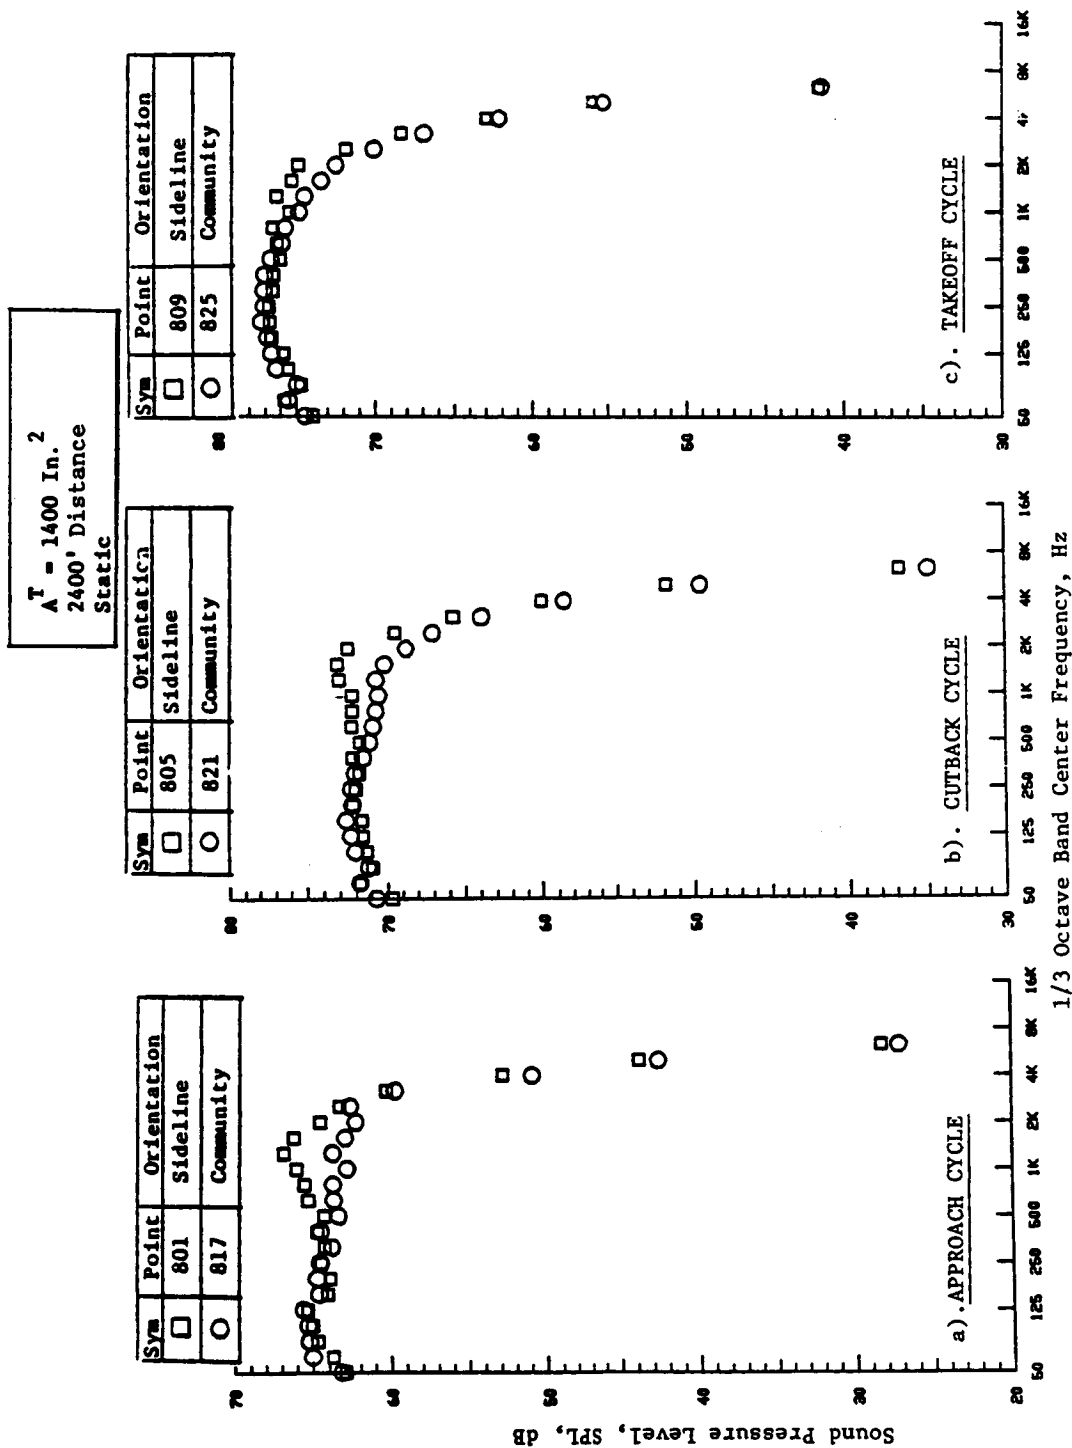 A^T = 1400 In.^2
2400' Distance
Static
Sym Point Orientation
□ 801 Sideline
○ 817 Community
70
60
50
40
30
20
50 125 250 500 1K 2K 4K 8K 16K
a). APPROACH CYCLE
Sym Point Orientation
□ 805 Sideline
○ 821 Community
80
70
60
50
40
30
50 125 250 500 1K 2K 4K 8K 16K
b). CUTBACK CYCLE
Sym Point Orientation
□ 809 Sideline
○ 825 Community
80
70
60
50
40
30
50 125 250 500 1K 2K 4K 8K 16K
c). TAKEOFF CYCLE
Sound Pressure Level, SPL, dB
1/3 Octave Band Center Frequency, Hz